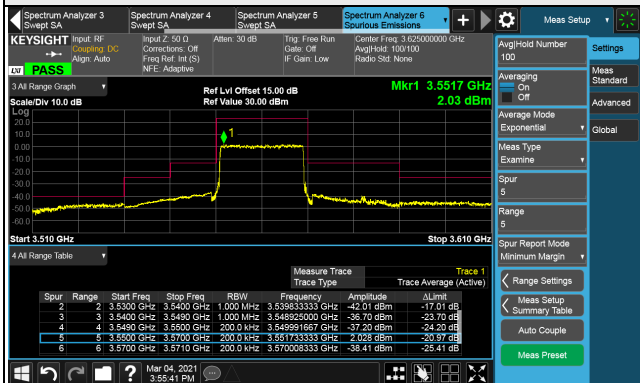 Spectrum Analyzer 3
Swept SA
Spectrum Analyzer 4
Swept SA
Spectrum Analyzer 5
Swept SA
Spectrum Analyzer 6
Spurious Emissions
Meas Setup
KEYSIGHT
Input: RF
Coupling: DC
Align: Auto
Input Z: 50 Ω
Corrections: Off
Freq Ref: Int (S)
NFE: Adaptive
Atten: 30 dB
Trig: Free Run
Gate: Off
IF Gain: Low
Center Freq: 3.625000000 GHz
Avg|Hold: 100/100
Radio Std: None
LXI
PASS
3 All Range Graph
Scale/Div 10.0 dB
Ref Lvl Offset 15.00 dB
Ref Value 30.00 dBm
Mkr1 3.5517 GHz
2.03 dBm
Log
20.0
10.0
0.00
-10.0
-20.0
-30.0
-40.0
-50.0
-60.0
1
Start 3.510 GHz
Stop 3.610 GHz
4 All Range Table
Measure Trace Trace 1
Trace Type Trace Average (Active)
Spur Range Start Freq Stop Freq RBW Frequency Amplitude ΔLimit
2 2 3.5300 GHz 3.5400 GHz 1.000 MHz 3.539833333 GHz -42.01 dBm -17.01 dB
3 3 3.5400 GHz 3.5490 GHz 1.000 MHz 3.548925000 GHz -36.70 dBm -23.70 dB
4 4 3.5490 GHz 3.5500 GHz 200.0 kHz 3.549991667 GHz -37.20 dBm -24.20 dB
5 5 3.5500 GHz 3.5700 GHz 200.0 kHz 3.551733333 GHz 2.028 dBm -20.97 dB
6 6 3.5700 GHz 3.5710 GHz 200.0 kHz 3.570008333 GHz -38.41 dBm -25.41 dB
Avg|Hold Number
100
Averaging
On
Off
Average Mode
Exponential
Meas Type
Examine
Spur
5
Range
5
Spur Report Mode
Minimum Margin
Range Settings
Meas Setup
Summary Table
Auto Couple
Meas Preset
Settings
Meas
Standard
Advanced
Global
Mar 04, 2021
3:55:41 PM